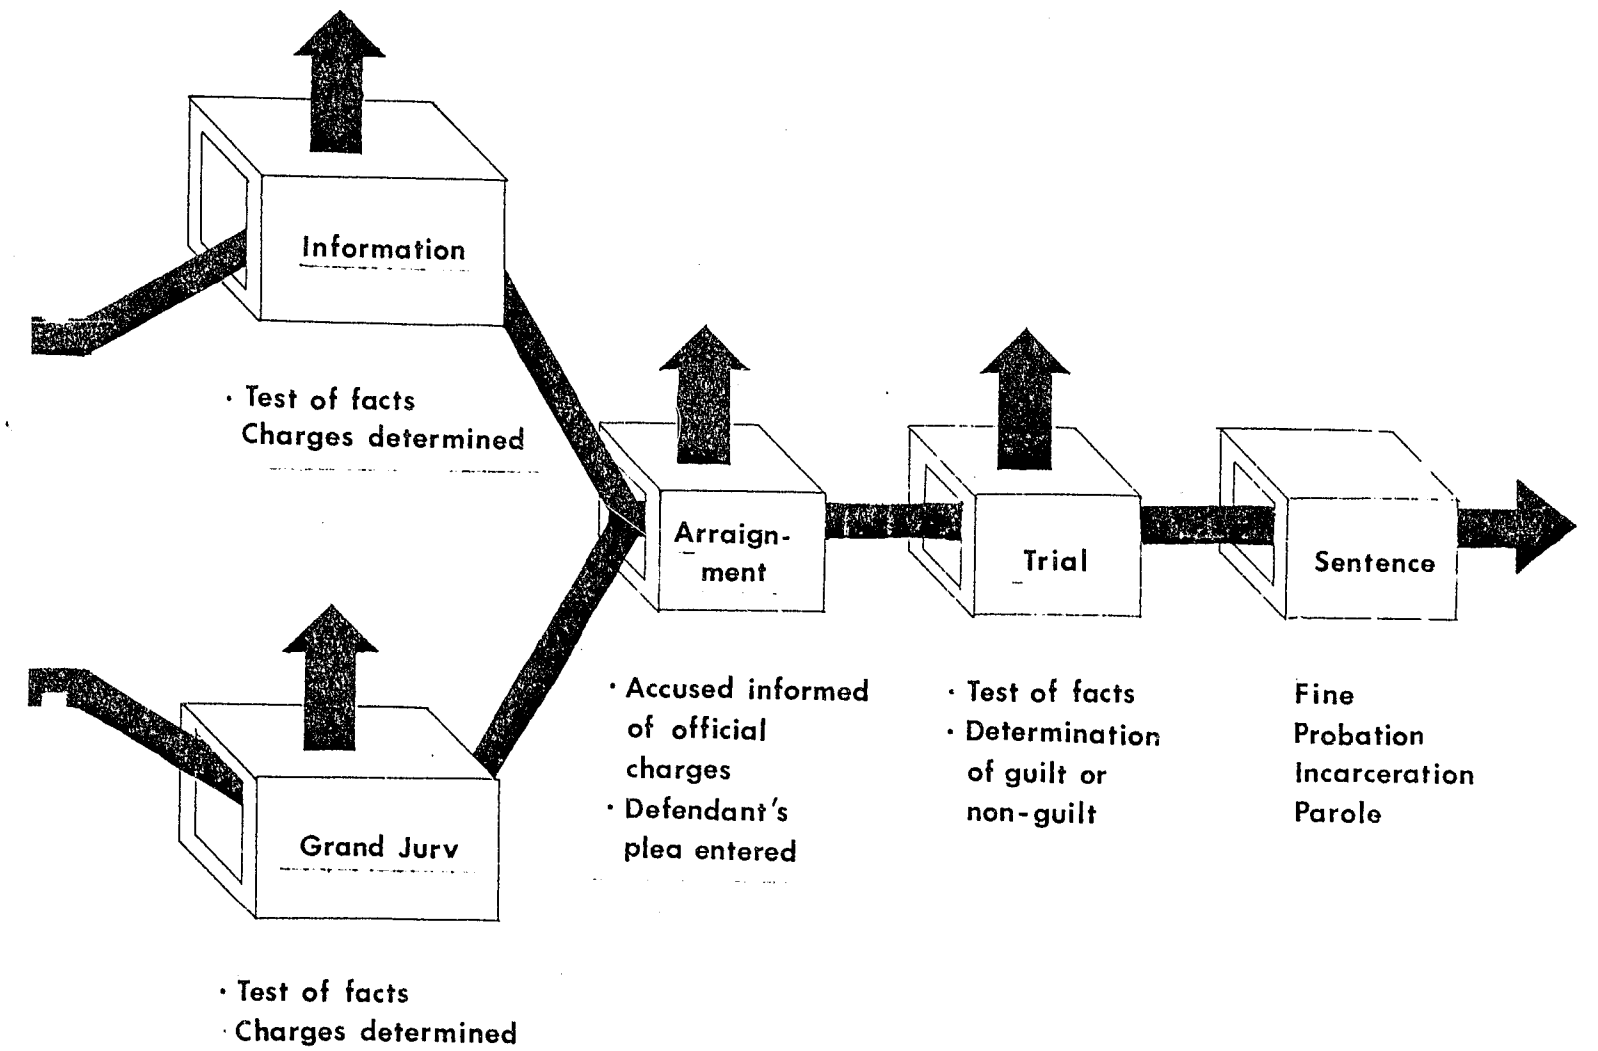 Information
· Test of facts
Charges determined
Arraign-
ment
Trial
Sentence
· Accused informed
of official
charges
· Defendant's
plea entered
· Test of facts
· Determination
of guilt or
non-guilt
Fine
Probation
Incarceration
Parole
Grand Jury
· Test of facts
· Charges determined